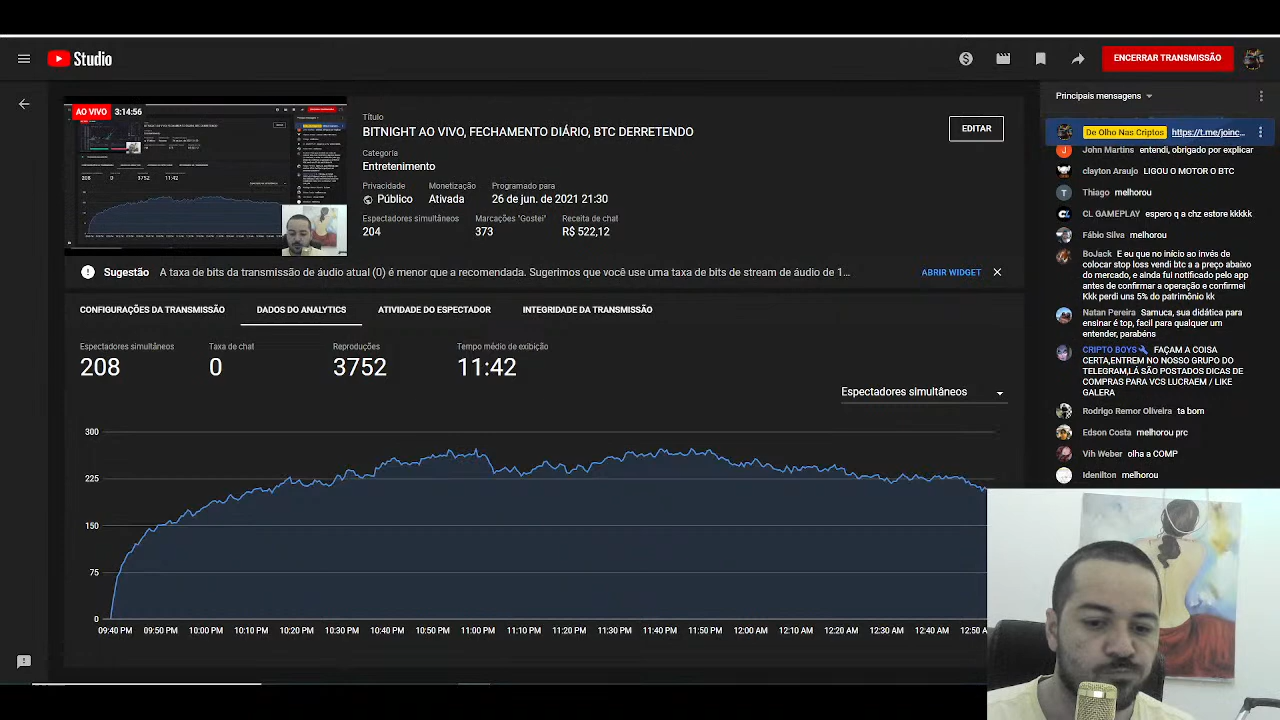 Studio
ENCERRAR TRANSMISSÃO
AO VIVO
3:14:56
Título
BITNIGHT AO VIVO, FECHAMENTO DIÁRIO, BTC DERRETENDO
EDITAR
Categoria
Entretenimento
Privacidade
Monetização
Programado para
Público
Ativada
26 de jun. de 2021 21:30
Espectadores simultâneos
Marcações "Gostei"
Receita de chat
204
373
R$ 522,12
Sugestão
A taxa de bits da transmissão de áudio atual (0) é menor que a recomendada. Sugerimos que você use uma taxa de bits de stream de áudio de 1...
ABRIR WIDGET
CONFIGURAÇÕES DA TRANSMISSÃO
DADOS DO ANALYTICS
ATIVIDADE DO ESPECTADOR
INTEGRIDADE DA TRANSMISSÃO
Espectadores simultâneos
Taxa de chat
Reproduções
Tempo médio de exibição
208
0
3752
11:42
Espectadores simultâneos
300
225
150
75
0
09:40 PM 09:50 PM 10:00 PM 10:10 PM 10:20 PM 10:30 PM 10:40 PM 10:50 PM 11:00 PM 11:10 PM 11:20 PM 11:30 PM 11:40 PM 11:50 PM 12:00 AM 12:10 AM 12:20 AM 12:30 AM 12:40 AM 12:50 A
Principais mensagens
De Olho Nas Criptos https://t.me/joinc...
John Martins entendi, obrigado por explicar
clayton Araujo LIGOU O MOTOR O BTC
Thiago melhorou
CL GAMEPLAY espero q a chz estore kkkkk
Fábio Silva melhorou
BoJack E eu que no início ao invés de
colocar stop loss vendi btc a a preço abaixo
do mercado, e ainda ful notificado pelo app
antes de confirmar a operação e confirmei
Kkk perdi uns 5% do patrimônio kk
Natan Pereira Samuca, sua didática para
ensinar é top, facil para qualquer um
entender, parabéns
CRIPTO BOYS FAÇAM A COISA
CERTA,ENTREM NO NOSSO GRUPO DO
TELEGRAM,LÁ SÃO POSTADOS DICAS DE
COMPRAS PARA VCS LUCRAEM / LIKE
GALERA
Rodrigo Remor Oliveira ta bom
Edson Costa melhorou prc
Vih Weber olha a COMP
Idenilton melhorou